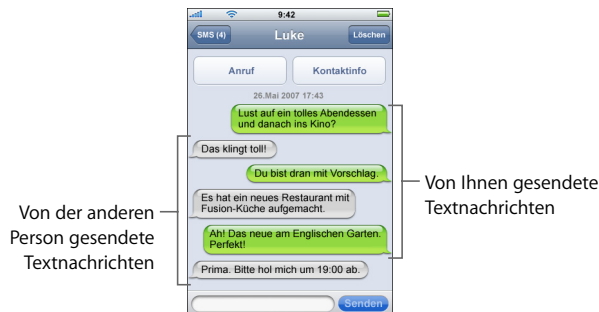 9:42
SMS (4)
Luke
Löschen
Anruf
Kontaktinfo
26.Mai 2007 17:43
Lust auf ein tolles Abendessen
und danach ins Kino?
Das klingt toll!
Du bist dran mit Vorschlag.
Es hat ein neues Restaurant mit
Fusion-Küche aufgemacht.
Ah! Das neue am Englischen Garten.
Perfekt!
Prima. Bitte hol mich um 19:00 ab.
Senden
Von der anderen
Person gesendete
Textnachrichten
Von Ihnen gesendete
Textnachrichten